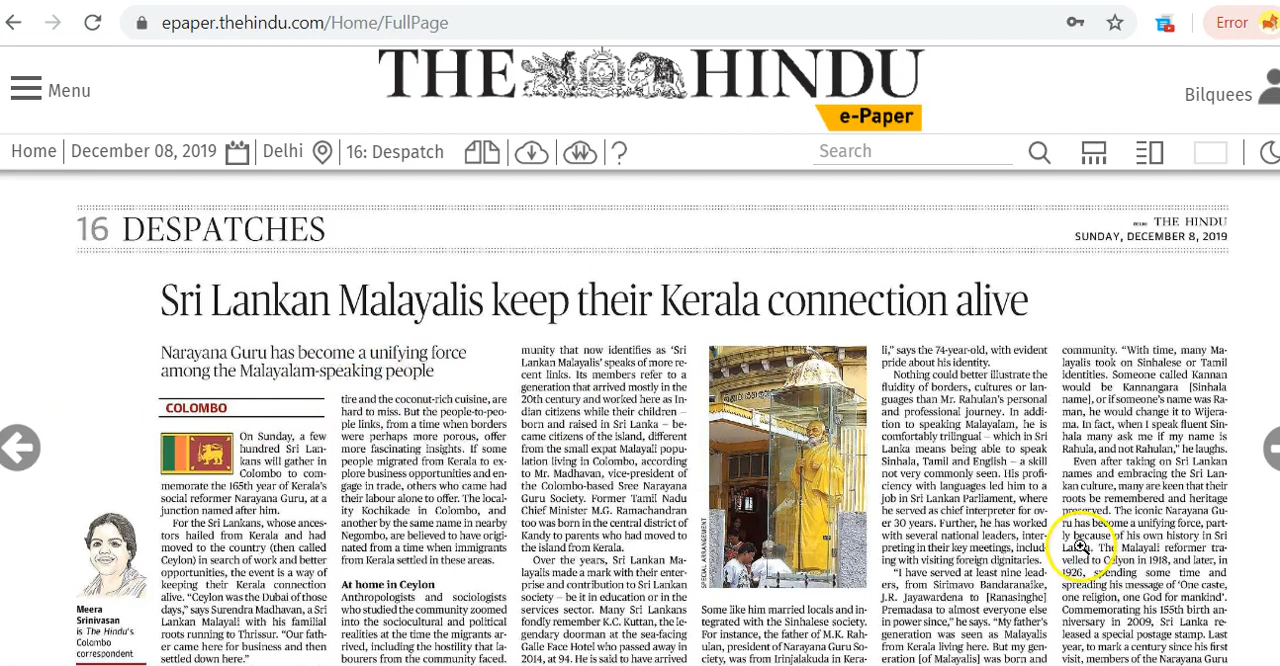 epaper.thehindu.com/Home/FullPage
Error
Menu
THE HINDU
e-Paper
Bilquees
Home
December 08, 2019
Delhi
16: Despatch
?
Search
16 DESPATCHES
THE HINDU
SUNDAY, DECEMBER 8, 2019
Sri Lankan Malayalis keep their Kerala connection alive
Narayana Guru has become a unifying force
among the Malayalam-speaking people
COLOMBO
On Sunday, a few
hundred Sri Lan-
kans will gather in
Colombo to com-
memorate the 165th year of Kerala's
social reformer Narayana Guru, at a
junction named after him.
For the Sri Lankans, whose ances-
tors hailed from Kerala and had
moved to the country (then called
Ceylon) in search of work and better
opportunities, the event is a way of
keeping their Kerala connection
alive. “Ceylon was the Dubai of those
days,” says Surendra Madhavan, a Sri
Lankan Malayali with his familial
roots running to Thrissur. “Our fath-
er came here for business and then
settled down here.”
Meera
Srinivasan
is The Hindu's
Colombo
correspondent
tire and the coconut-rich cuisine, are
hard to miss. But the people-to-peo-
ple links, from a time when borders
were perhaps more porous, offer
more fascinating insights. If some
people migrated from Kerala to ex-
plore business opportunities and en-
gage in trade, others who came had
their labour alone to offer. The local-
ity Kochikade in Colombo, and
another by the same name in nearby
Negombo, are believed to have origi-
nated from a time when immigrants
from Kerala settled in these areas.
At home in Ceylon
Anthropologists and sociologists
who studied the community zoomed
into the sociocultural and political
realities at the time the migrants ar-
rived, including the hostility that la-
bourers from the community faced.
munity that now identifies as ‘Sri
Lankan Malayalis’ speaks of more re-
cent links. Its members refer to a
generation that arrived mostly in the
20th century and worked here as In-
dian citizens while their children –
born and raised in Sri Lanka – be-
came citizens of the island, different
from the small expat Malayali popu-
lation living in Colombo, according
to Mr. Madhavan, vice-president of
the Colombo-based Sree Narayana
Guru Society. Former Tamil Nadu
Chief Minister M.G. Ramachandran
too was born in the central district of
Kandy to parents who had moved to
the island from Kerala.
Over the years, Sri Lankan Ma-
layalis made a mark with their enter-
prise and contribution to Sri Lankan
society – be it in education or in the
services sector. Many Sri Lankans
fondly remember K.C. Kuttan, the le-
gendary doorman at the sea-facing
Galle Face Hotel who passed away in
2014, at 94. He is said to have arrived
SPECIAL ARRANGEMENT
Some like him married locals and in-
tegrated with the Sinhalese society.
For instance, the father of M.K. Rah-
ulan, president of Narayana Guru So-
ciety, was from Irinjalakuda in Kera-
li,” says the 74-year-old, with evident
pride about his identity.
Nothing could better illustrate the
fluidity of borders, cultures or lan-
guages than Mr. Rahulan's personal
and professional journey. In addi-
tion to speaking Malayalam, he is
comfortably trilingual – which in Sri
Lanka means being able to speak
Sinhala, Tamil and English – a skill
not very commonly seen. His profi-
ciency with languages led him to a
job in Sri Lankan Parliament, where
he served as chief interpreter for ov-
er 30 years. Further, he has worked
with several national leaders, inter-
preting in their key meetings, includ-
ing with visiting foreign dignitaries.
“I have served at least nine lead-
ers, from Sirimavo Bandaranaike,
J.R. Jayawardena to [Ranasinghe]
Premadasa to almost everyone else
in power since,” he says. “My father's
generation was seen as Malayalis
from Kerala living here. But my gen-
eration [of Malayalis] was born and
community. “With time, many Ma-
layalis took on Sinhalese or Tamil
identities. Someone called Kannan
would be Kannangara [Sinhala
name], or if someone's name was Ra-
man, he would change it to Wijera-
ma. In fact, when I speak fluent Sin-
hala many ask me if my name is
Rahula, and not Rahulan,” he laughs.
Even after taking on Sri Lankan
names and embracing the Sri Lan-
kan culture, many are keen that their
roots be remembered and heritage
preserved. The iconic Narayana Gu-
ru has become a unifying force, part-
ly because of his own history in Sri
Lanka. The Malayali reformer tra-
velled to Ceylon in 1918, and later, in
1926, spending some time and
spreading his message of ‘One caste,
one religion, one God for mankind’.
Commemorating his 155th birth an-
niversary in 2009, Sri Lanka re-
leased a special postage stamp. Last
year, to mark a century since his first
visit, members of the Narayana Guru